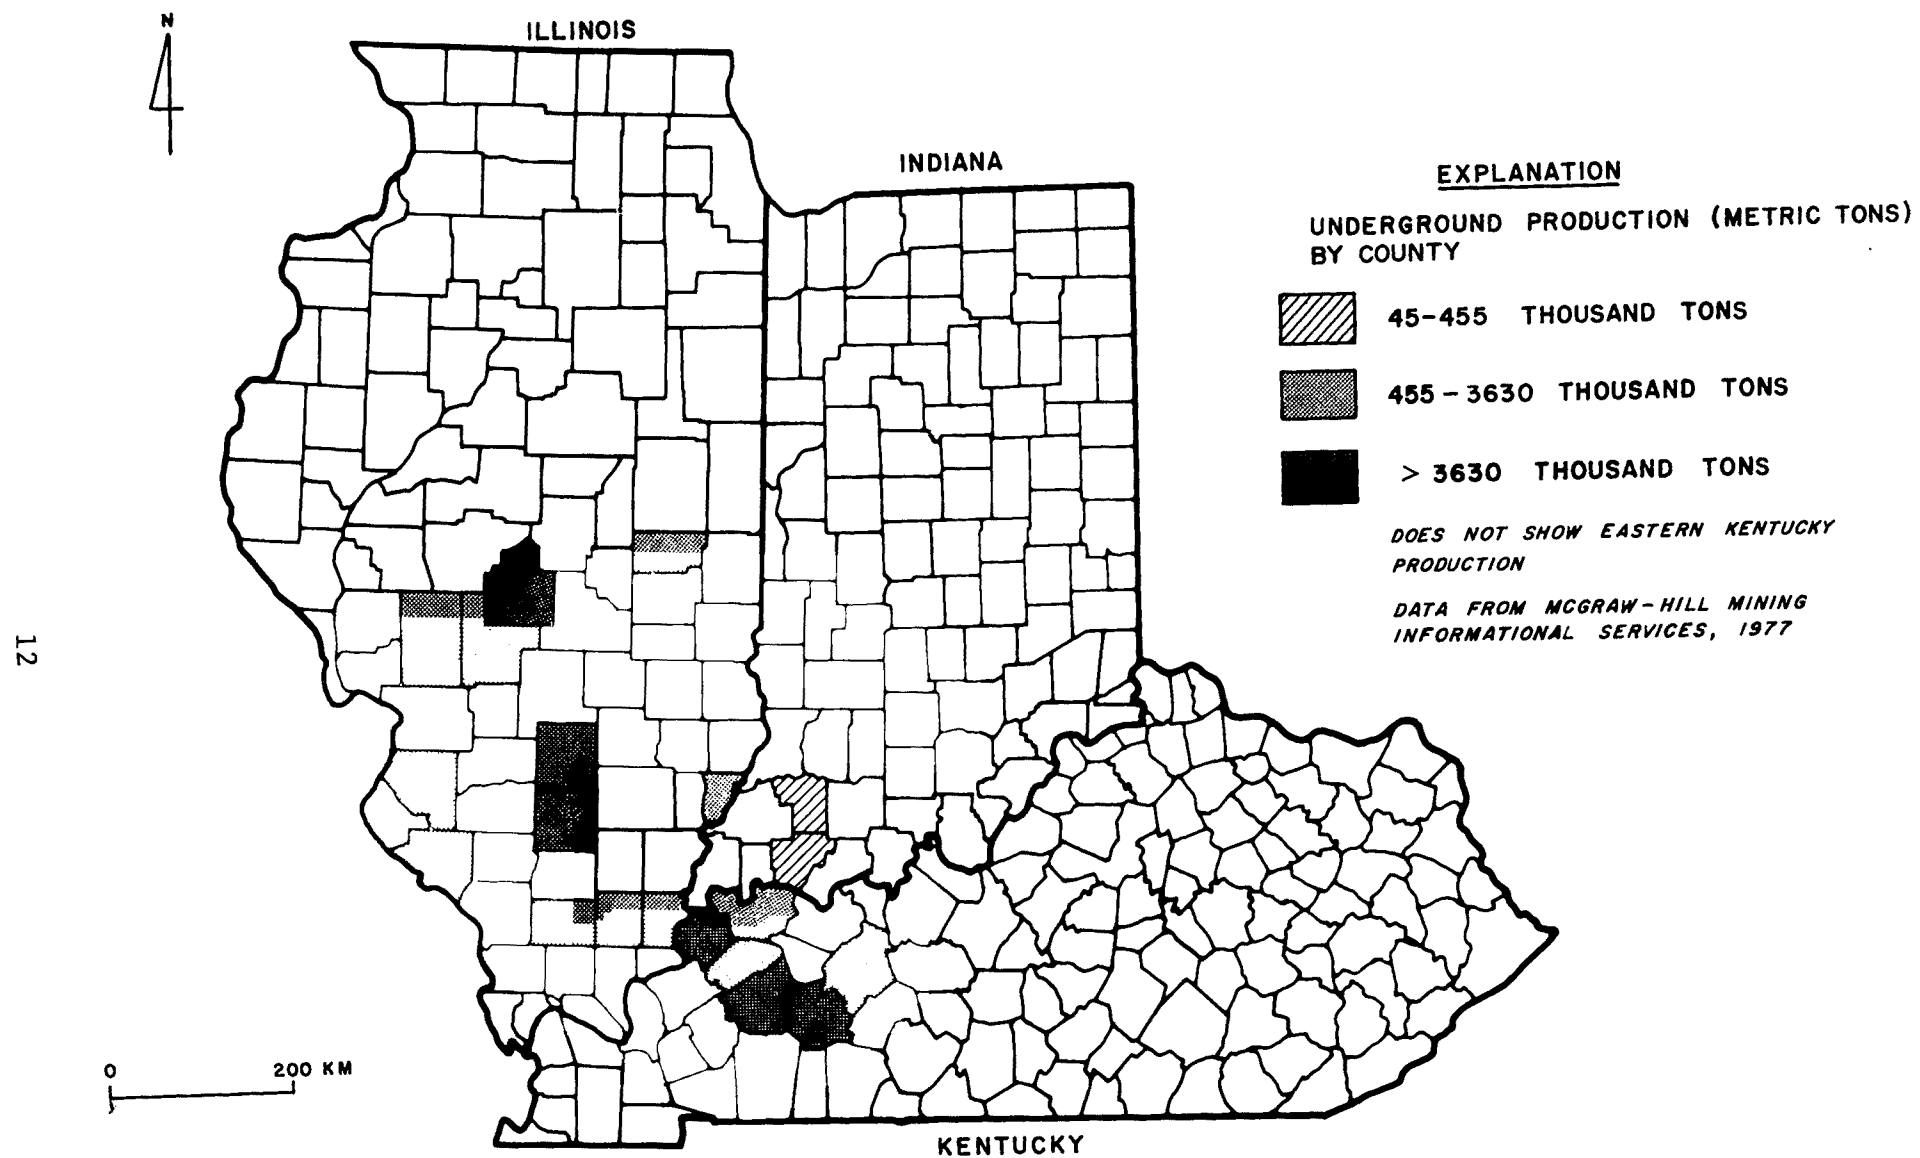 N
ILLINOIS
INDIANA
EXPLANATION
UNDERGROUND PRODUCTION (METRIC TONS)
BY COUNTY
45-455 THOUSAND TONS
455-3630 THOUSAND TONS
> 3630 THOUSAND TONS
DOES NOT SHOW EASTERN KENTUCKY
PRODUCTION
DATA FROM MCGRAW-HILL MINING
INFORMATIONAL SERVICES, 1977
12
0 200 KM
KENTUCKY